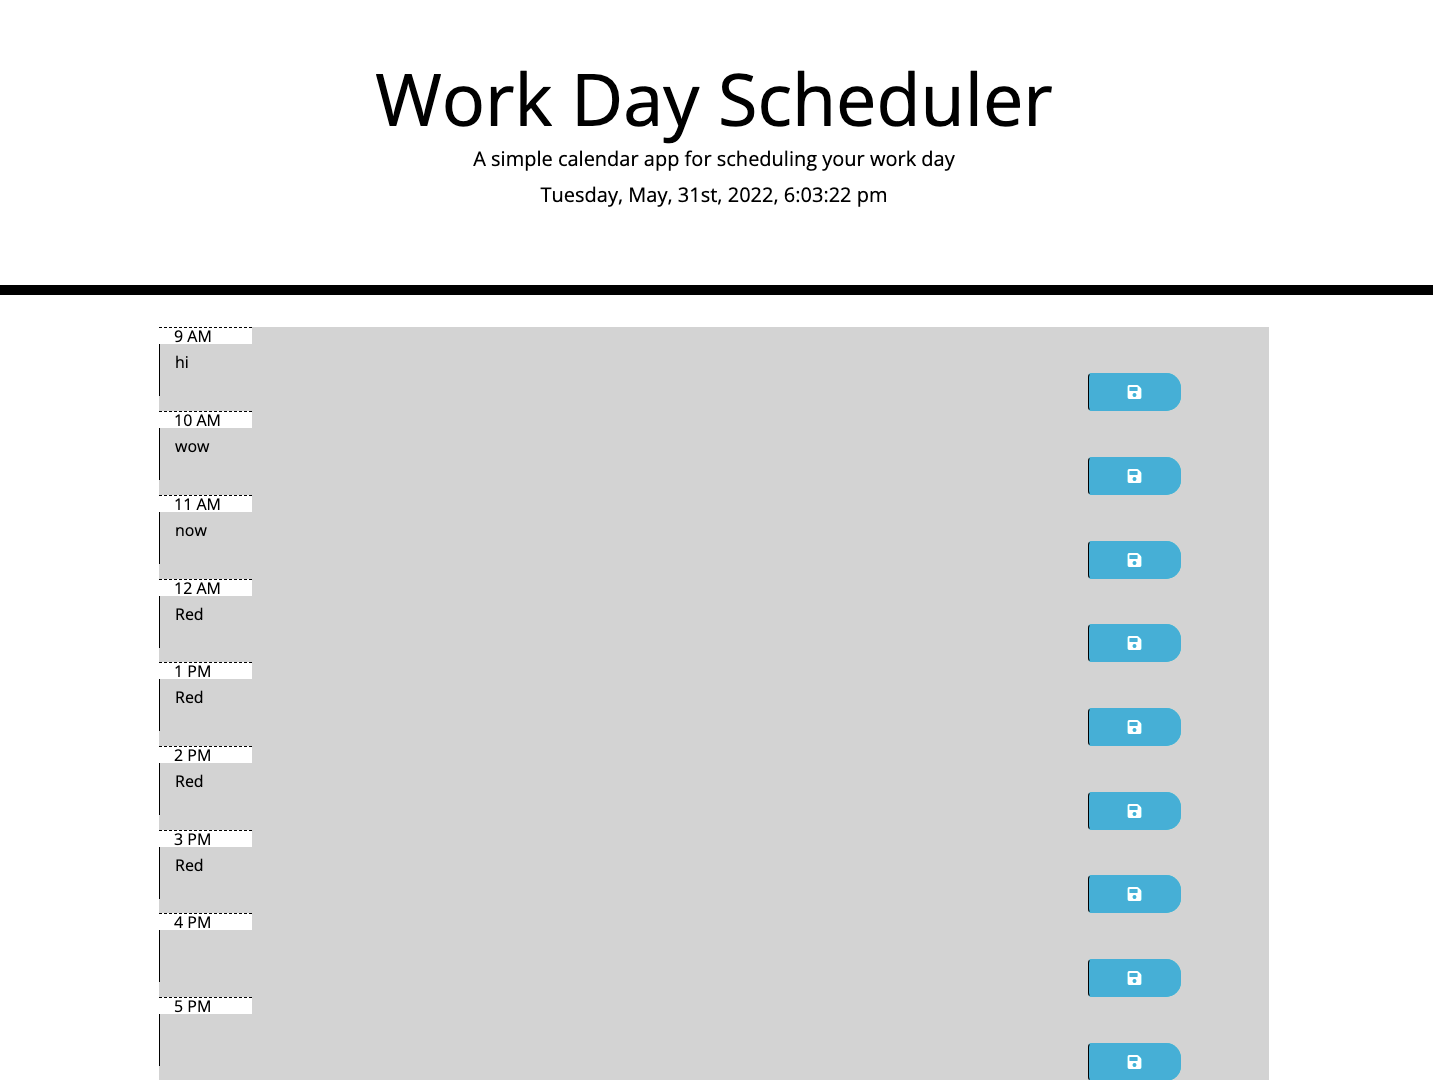 Work Day Scheduler
A simple calendar app for scheduling your work day
Tuesday, May, 31st, 2022, 6:03:22 pm
9 AM
hi
10 AM
wow
11 AM
now
12 AM
Red
1 PM
Red
2 PM
Red
3 PM
Red
4 PM
5 PM